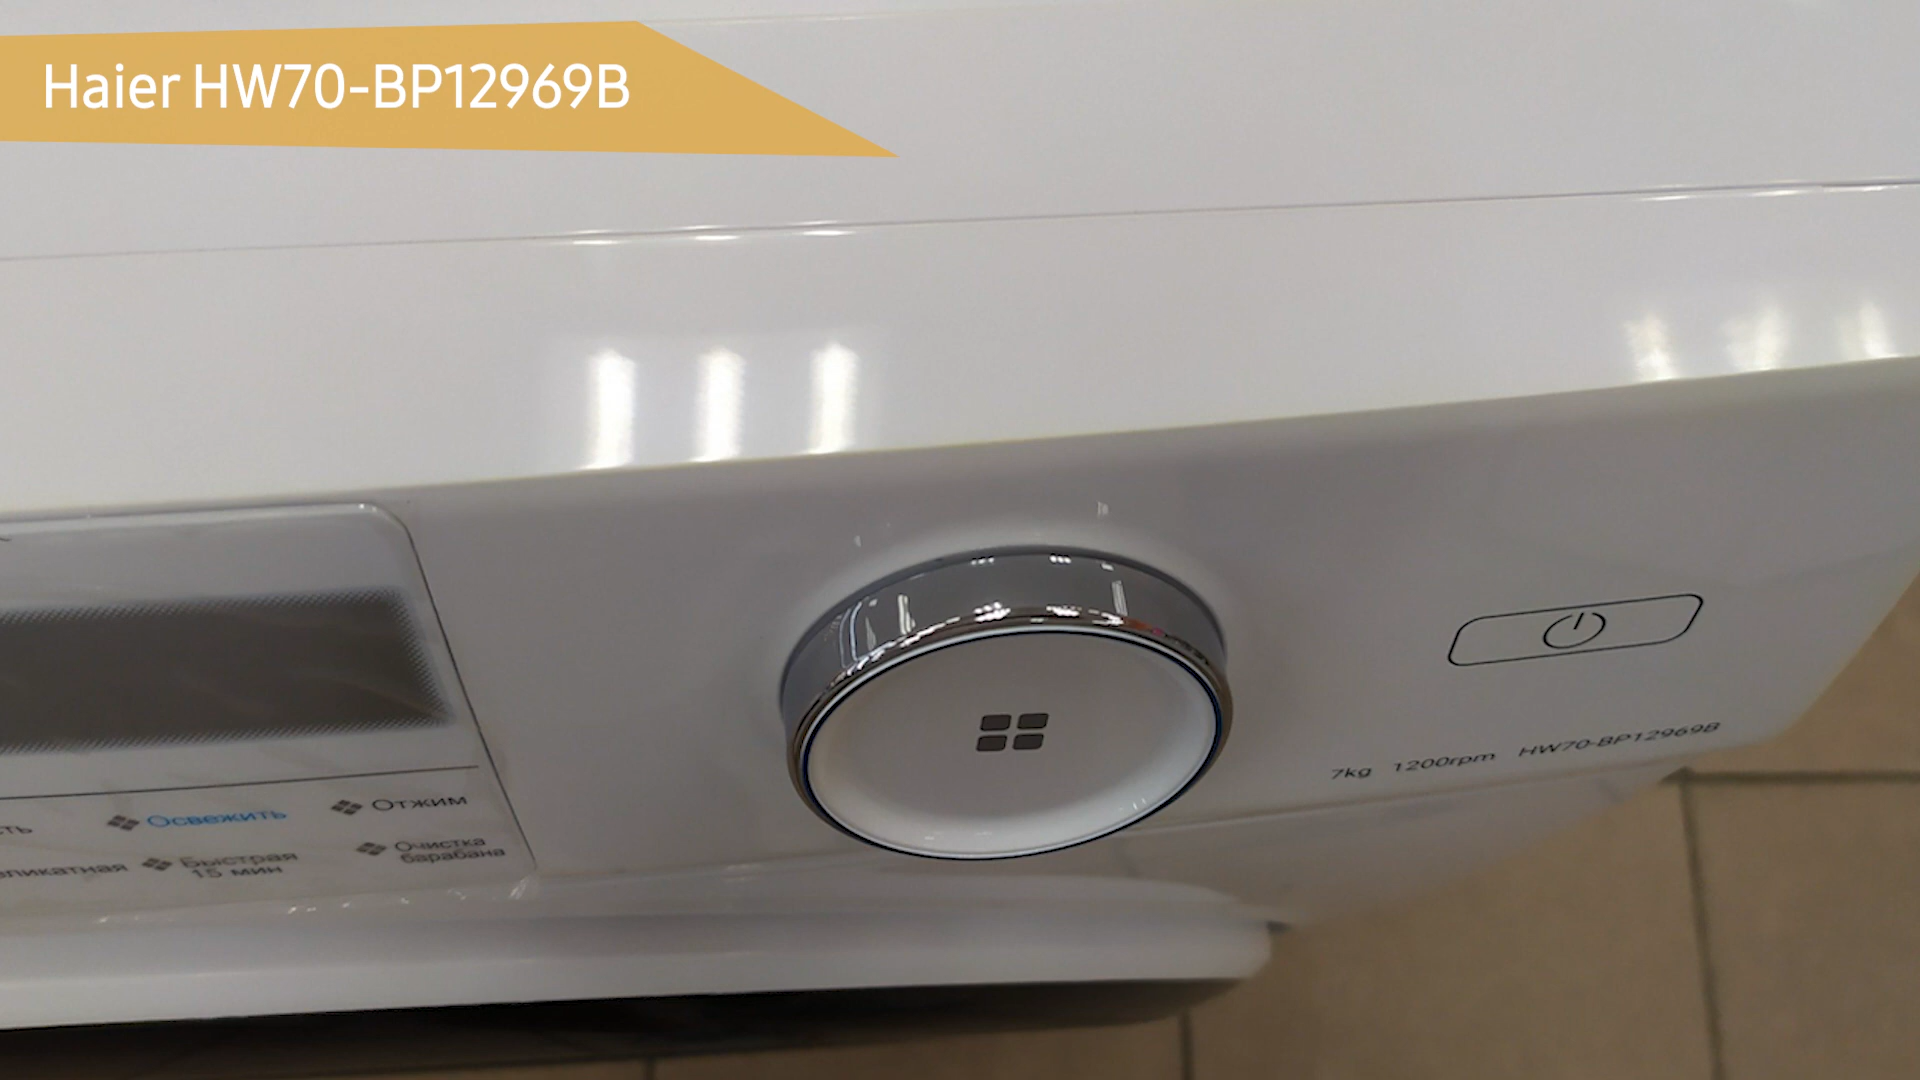 Haier HW70-BP12969B
7kg 1200rpm HW70-BP12969B
Освежить
Отжим
Быстрая
15 мин
Очистка
барабана